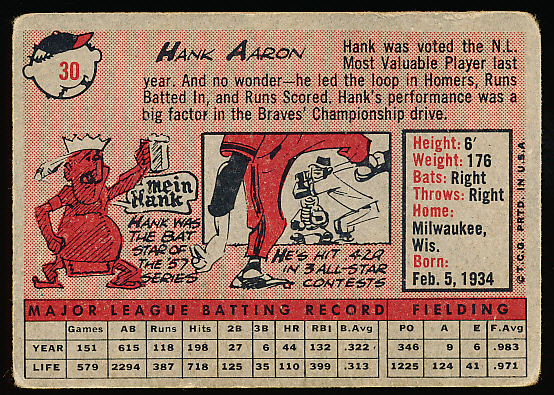 30
HANK AARON
Hank was voted the N.L.
Most Valuable Player last
year. And no wonder—he led the loop in Homers, Runs
Batted In, and Runs Scored. Hank's performance was a
big factor in the Braves' Championship drive.
mein
Hank
HANK WAS
THE BAT
STAR OF
THE 57
SERIES
HE'S HIT .429
IN 3 ALL-STAR
CONTESTS
Height: 6'
Weight: 176
Bats: Right
Throws: Right
Home:
Milwaukee,
Wis.
Born:
Feb. 5, 1934
© T.C.G. PRTD. IN U.S.A.
MAJOR LEAGUE BATTING RECORD FIELDING
Games AB Runs Hits 2B 3B HR RBI B.Avg PO A E F.Avg
YEAR 151 615 118 198 27 6 44 132 .322 346 9 6 .983
LIFE 579 2294 387 718 125 35 110 399 .313 1225 124 41 .971